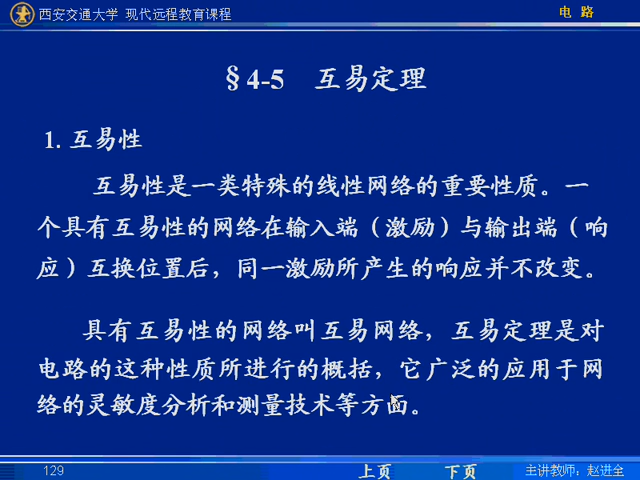 西安交通大学 现代远程教育课程
电 路
§4-5 互易定理
1. 互易性
互易性是一类特殊的线性网络的重要性质。一
个具有互易性的网络在输入端（激励）与输出端（响
应）互换位置后，同一激励所产生的响应并不改变。
具有互易性的网络叫互易网络，互易定理是对
电路的这种性质所进行的概括，它广泛的应用于网
络的灵敏度分析和测量技术等方面。
129
上页
下页
主讲教师：赵进全